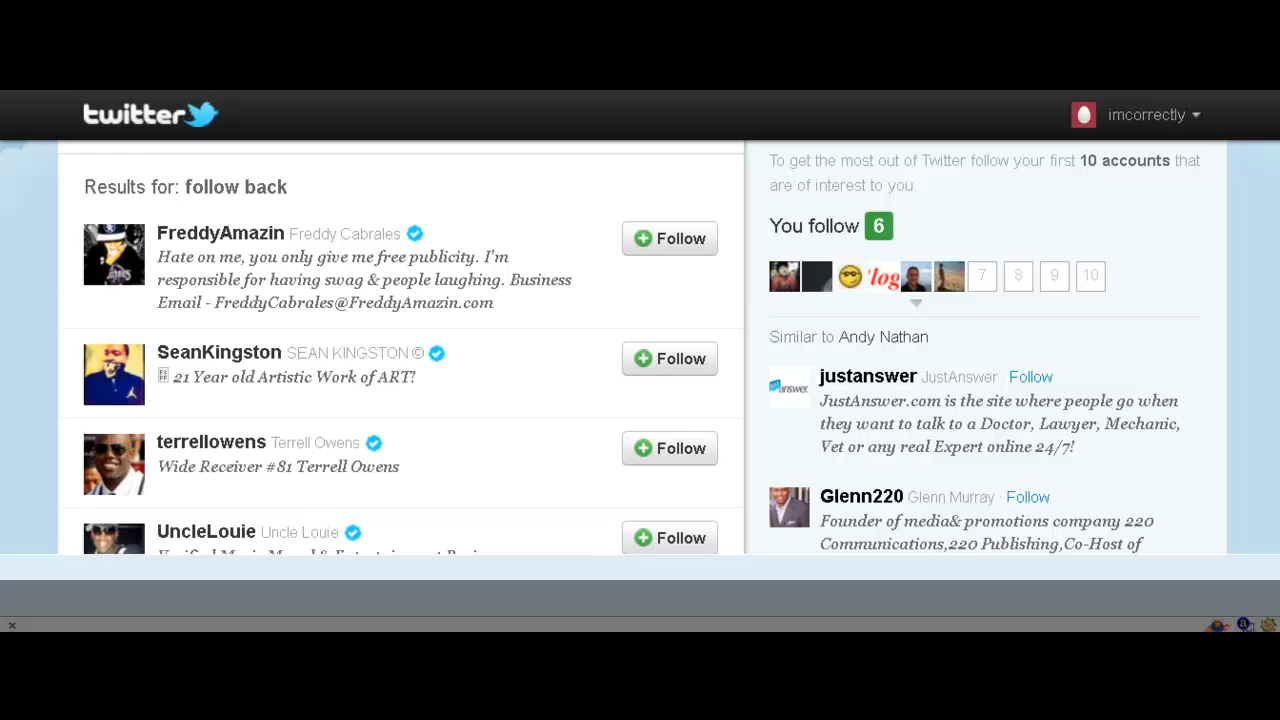 twitter
imcorrectly
Results for: follow back
FreddyAmazin Freddy Cabrales
Hate on me, you only give me free publicity. I'm
responsible for having swag & people laughing. Business
Email - FreddyCabrales@FreddyAmazin.com
Follow
SeanKingston SEAN KINGSTON ©
21 Year old Artistic Work of ART!
Follow
terrellowens Terrell Owens
Wide Receiver #81 Terrell Owens
Follow
UncleLouie Uncle Louie
Follow
To get the most out of Twitter follow your first 10 accounts that
are of interest to you.
You follow 6
'log
7 8 9 10
Similar to Andy Nathan
justanswer JustAnswer · Follow
JustAnswer.com is the site where people go when
they want to talk to a Doctor, Lawyer, Mechanic,
Vet or any real Expert online 24/7!
answer
Glenn220 Glenn Murray · Follow
Founder of media& promotions company 220
Communications,220 Publishing,Co-Host of